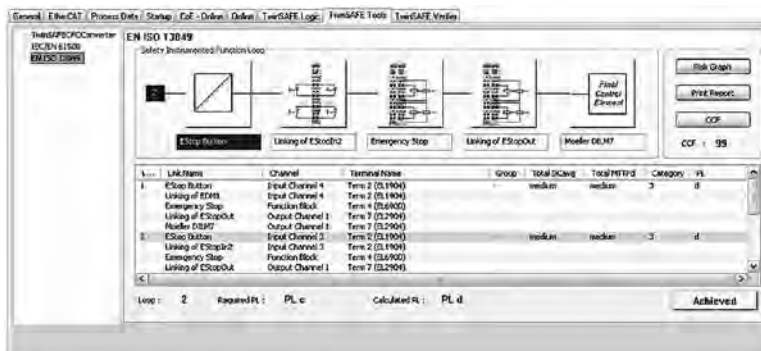 General EtherCAT Process Data Startup CoE - Online Online TwinSAFE Logic TwinSAFE Tools TwinSAFE Verifier
EN ISO 13849
Safety Instrumented Function Loop
Final
Control
Element
EStop Button Linking of EStopIn2 Emergency Stop Linking of EStopOut Moeller DILM7
Risk Graph
Print Report
CCF
CCF : 99
Link Name Channel Terminal Name Group Total DCavg Total MTTFd Category PL
1 EStop Button Input Channel 4 Term 2 (EL1904) - medium medium 3 d
Linking of EDM1 Input Channel 4 Term 2 (EL1904)
Emergency Stop Function Block Term 4 (EL6900)
Linking of EStopOut Output Channel 1 Term 7 (EL2904)
Moeller DILM7 Output Channel 1 Term 7 (EL2904)
2 EStop Button Input Channel 3 Term 2 (EL1904) - medium medium 3 d
Linking of EStopIn2 Input Channel 3 Term 2 (EL1904)
Emergency Stop Function Block Term 4 (EL6900)
Linking of EStopOut Output Channel 1 Term 7 (EL2904)
Loop : 2 Required PL : PL c Calculated PL : PL d Achieved